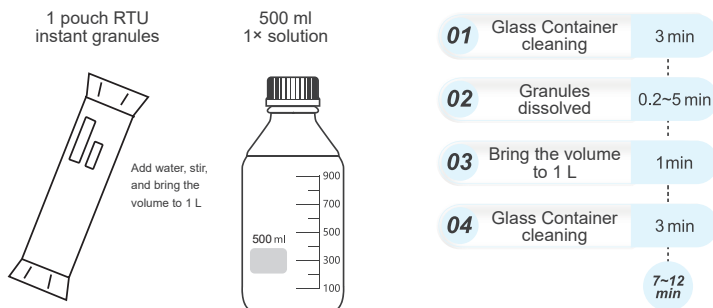 1 pouch RTU
instant granules
500 ml
1× solution
Add water, stir,
and bring the
volume to 1 L
500 ml
900
700
500
300
100
01
Glass Container
cleaning
3 min
02
Granules
dissolved
0.2~5 min
03
Bring the volume
to 1 L
1min
04
Glass Container
cleaning
3 min
7~12
min